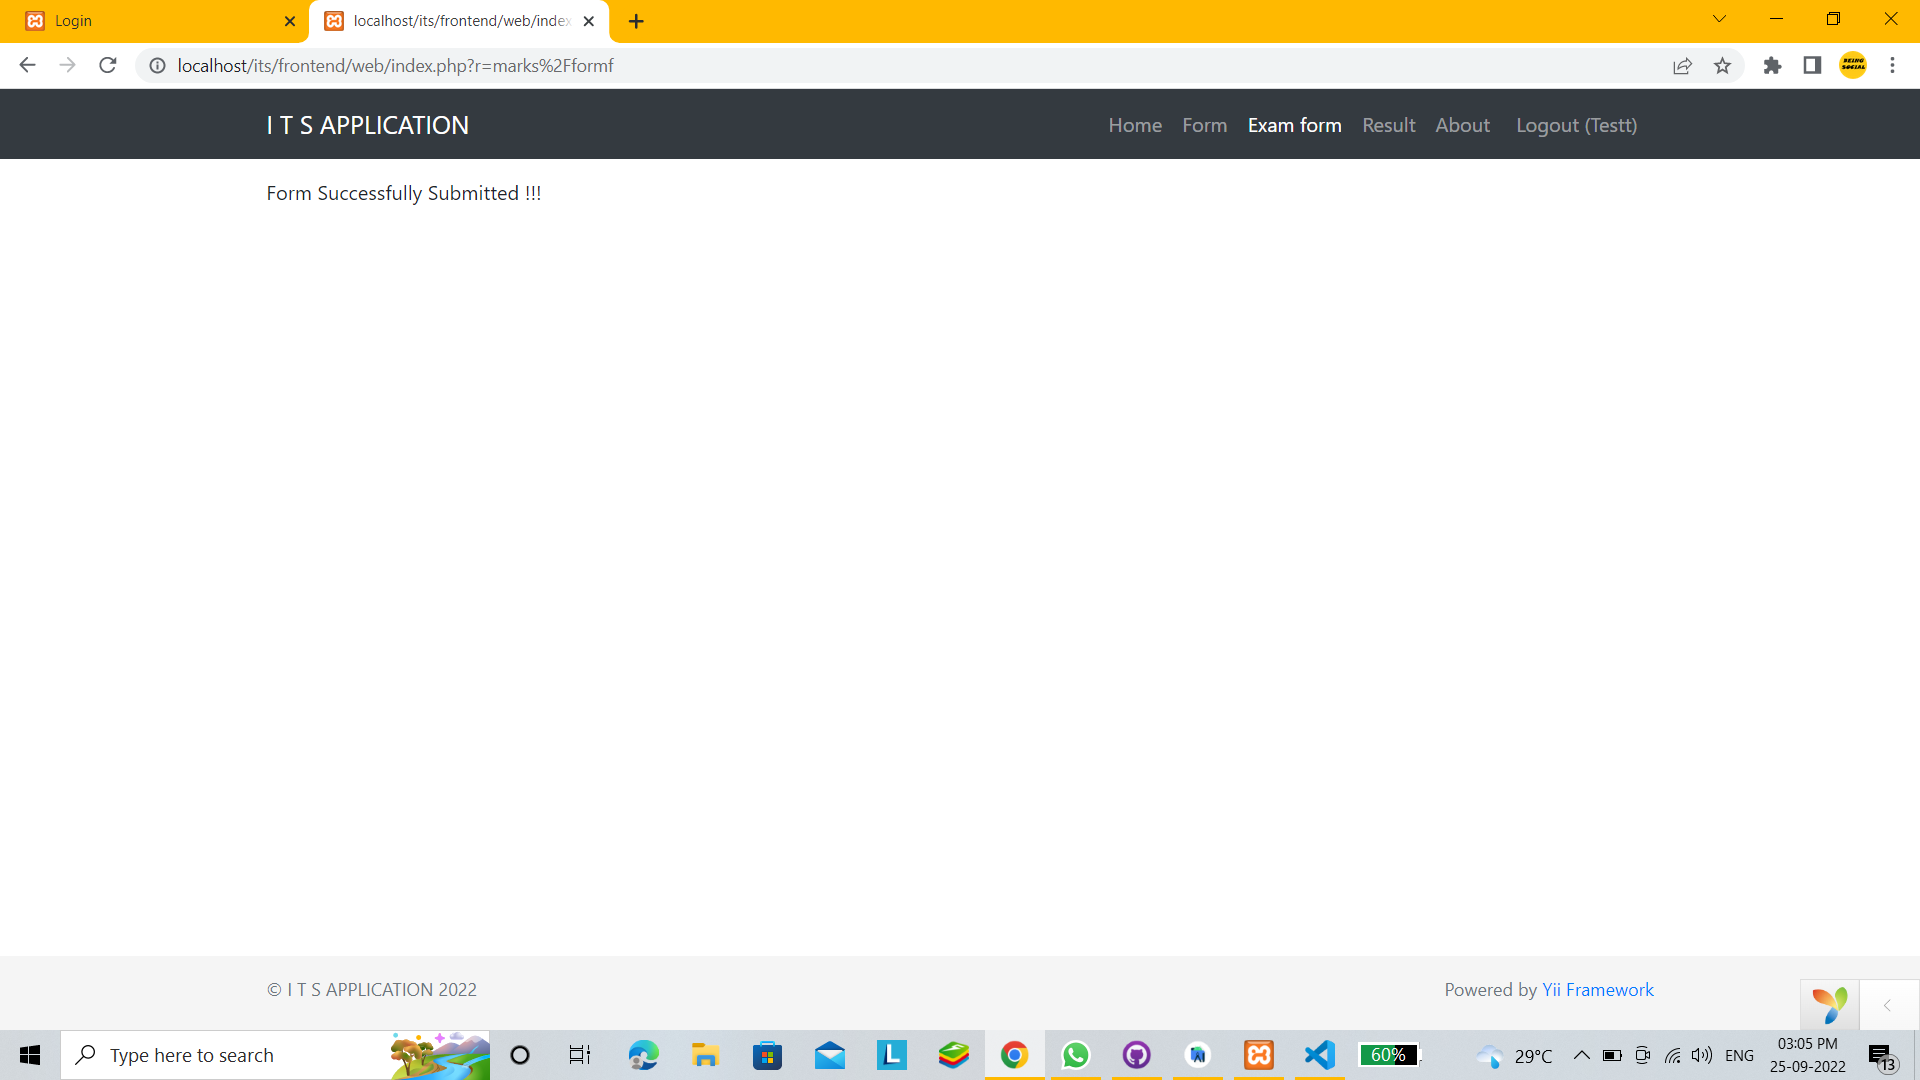 Login
localhost/its/frontend/web/index
localhost/its/frontend/web/index.php?r=marks%2Fformf
BEING SOCIAL
I T S APPLICATION
Home Form Exam form Result About Logout (Testt)
Form Successfully Submitted !!!
© I T S APPLICATION 2022
Powered by Yii Framework
Type here to search
L
60%
29°C
ENG
03:05 PM
25-09-2022
13